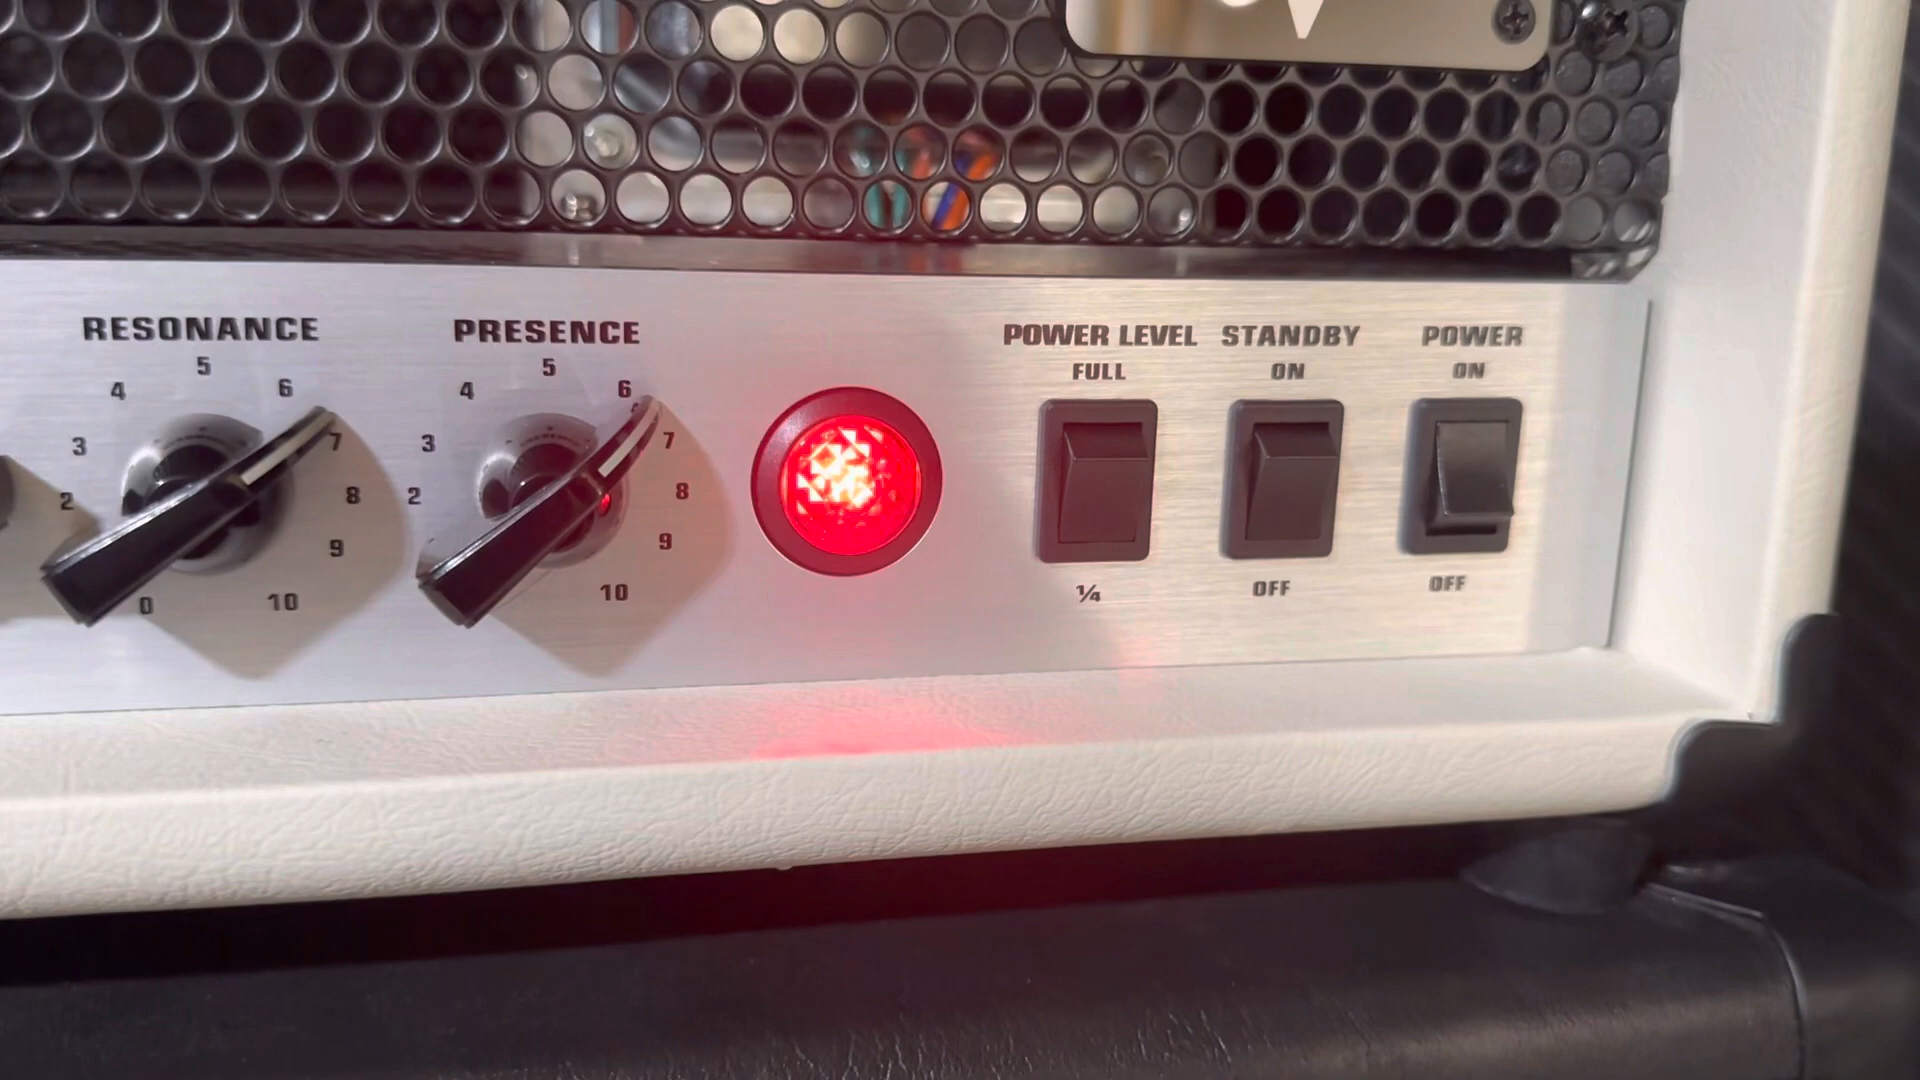 RESONANCE
0
2
3
4
5
6
7
8
9
10
PRESENCE
2
3
4
5
6
7
8
9
10
POWER LEVEL
FULL
¼
STANDBY
ON
OFF
POWER
ON
OFF